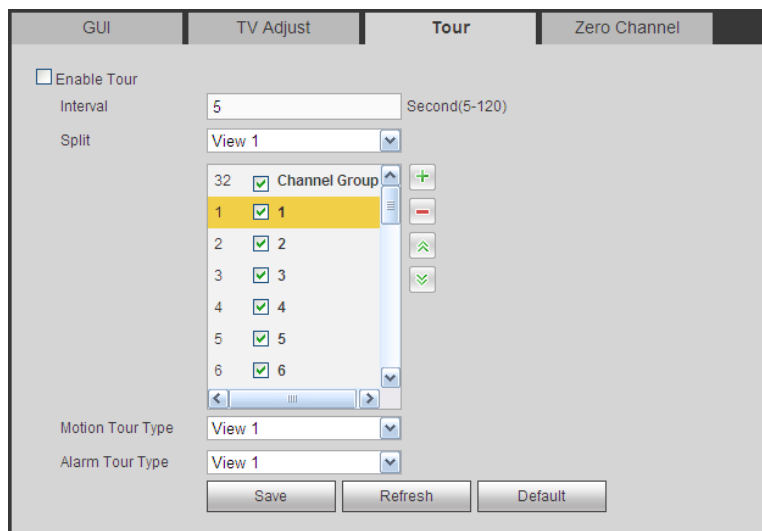 GUI TV Adjust Tour Zero Channel
Enable Tour
Interval 5 Second(5-120)
Split View 1
32 Channel Group
1 1
2 2
3 3
4 4
5 5
6 6
Motion Tour Type View 1
Alarm Tour Type View 1
Save Refresh Default